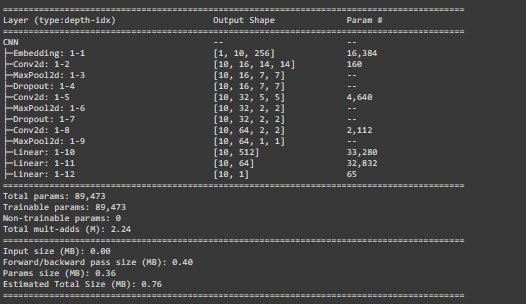 ==========================================================================================
Layer (type:depth-idx) Output Shape Param #
==========================================================================================
CNN -- --
├─Embedding: 1-1 [1, 10, 256] 16,384
├─Conv2d: 1-2 [10, 16, 14, 14] 160
├─MaxPool2d: 1-3 [10, 16, 7, 7] --
├─Dropout: 1-4 [10, 16, 7, 7] --
├─Conv2d: 1-5 [10, 32, 5, 5] 4,640
├─MaxPool2d: 1-6 [10, 32, 2, 2] --
├─Dropout: 1-7 [10, 32, 2, 2] --
├─Conv2d: 1-8 [10, 64, 2, 2] 2,112
├─MaxPool2d: 1-9 [10, 64, 1, 1] --
├─Linear: 1-10 [10, 512] 33,280
├─Linear: 1-11 [10, 64] 32,832
├─Linear: 1-12 [10, 1] 65
==========================================================================================
Total params: 89,473
Trainable params: 89,473
Non-trainable params: 0
Total mult-adds (M): 2.24
==========================================================================================
Input size (MB): 0.00
Forward/backward pass size (MB): 0.40
Params size (MB): 0.36
Estimated Total Size (MB): 0.76
==========================================================================================